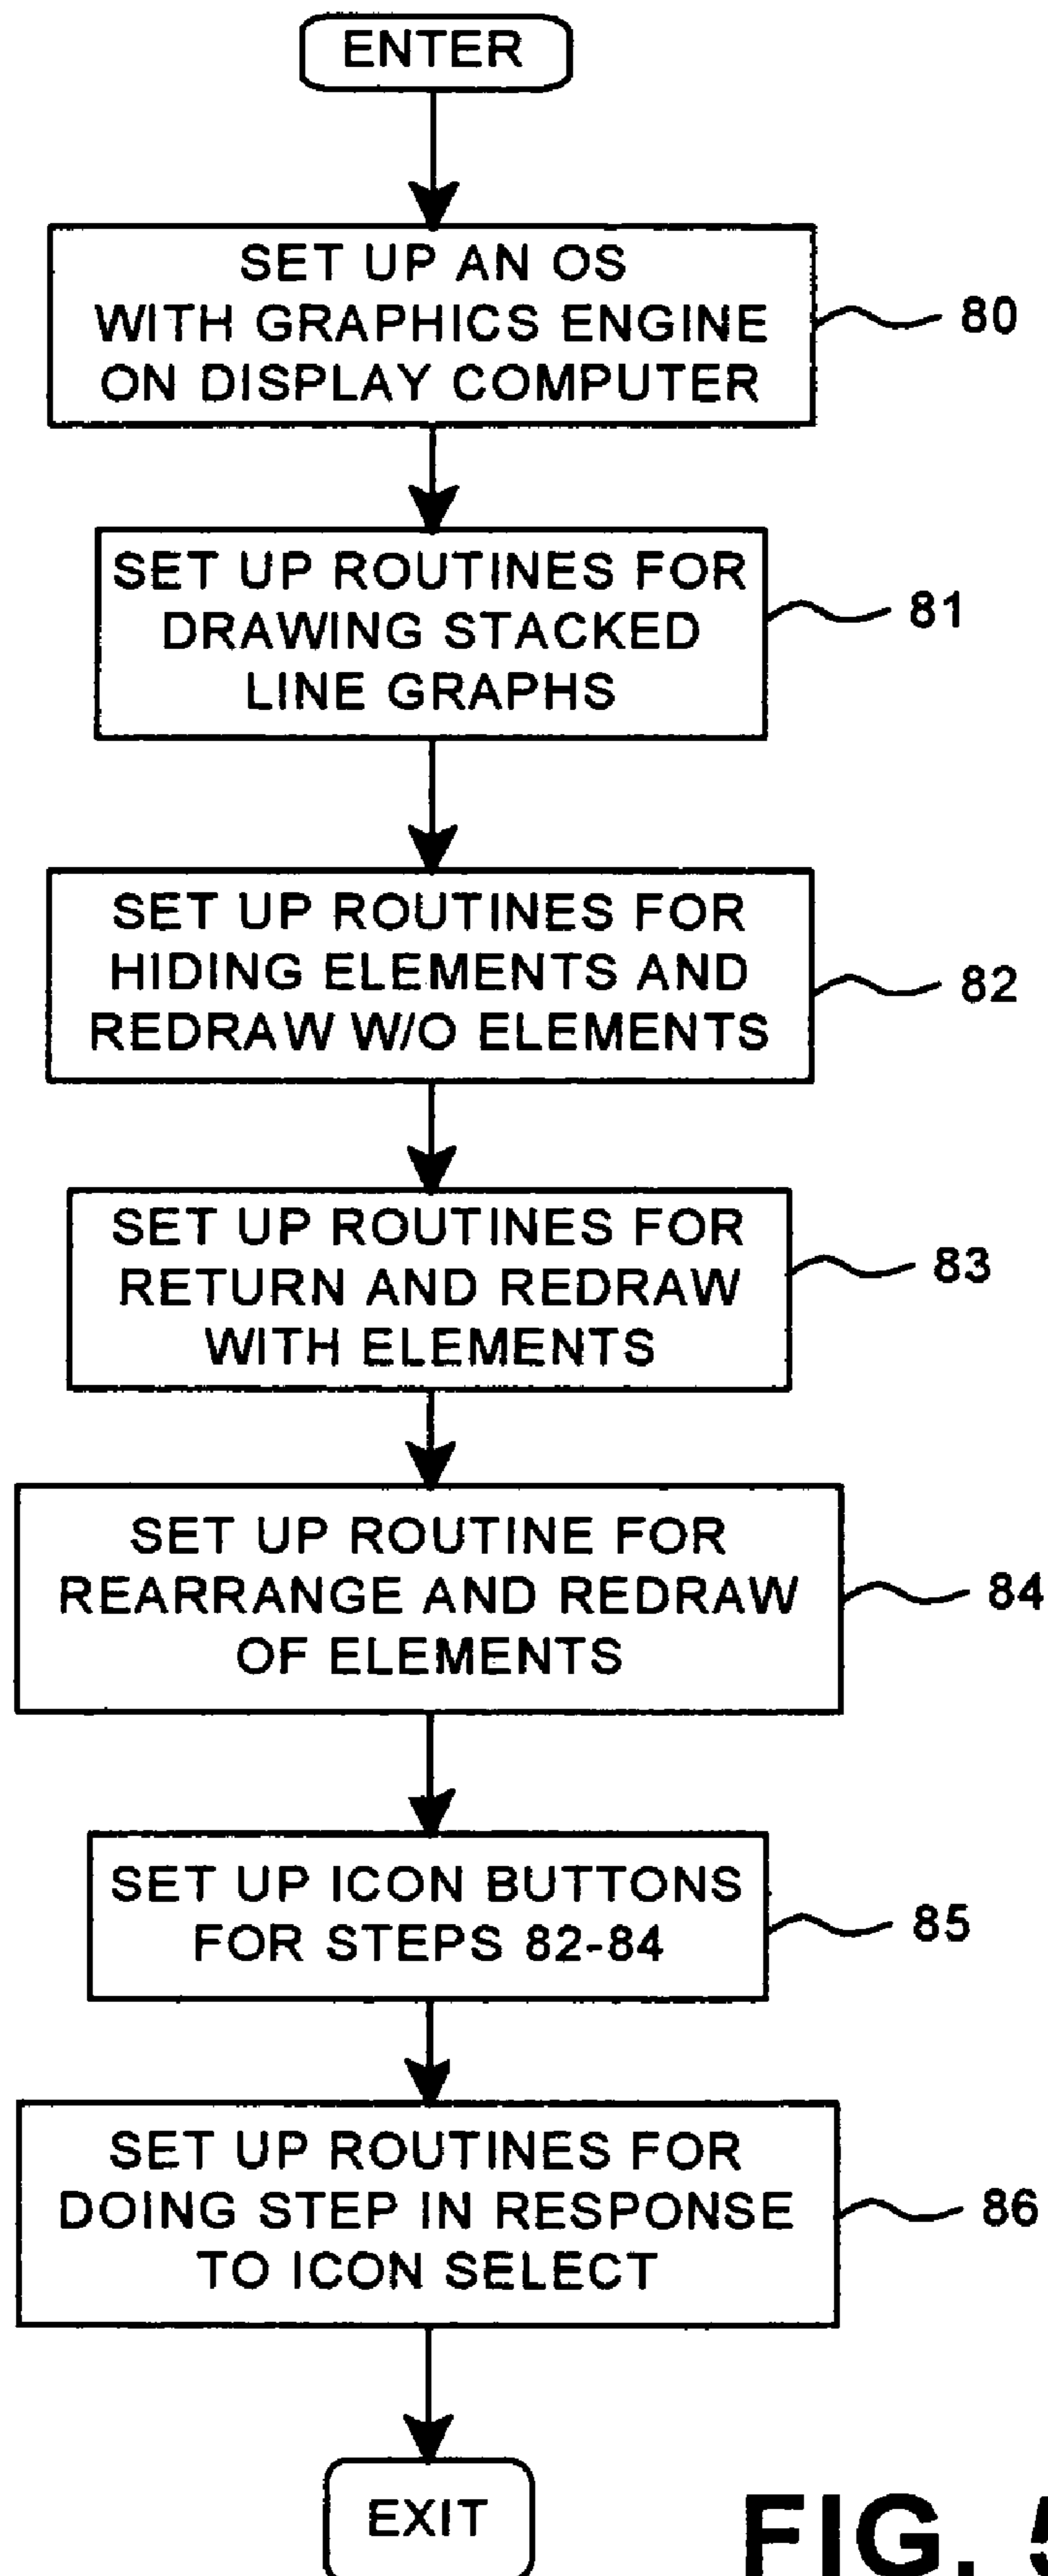 ENTER
SET UP AN OS
WITH GRAPHICS ENGINE
ON DISPLAY COMPUTER
80
SET UP ROUTINES FOR
DRAWING STACKED
LINE GRAPHS
81
SET UP ROUTINES FOR
HIDING ELEMENTS AND
REDRAW W/O ELEMENTS
82
SET UP ROUTINES FOR
RETURN AND REDRAW
WITH ELEMENTS
83
SET UP ROUTINE FOR
REARRANGE AND REDRAW
OF ELEMENTS
84
SET UP ICON BUTTONS
FOR STEPS 82-84
85
SET UP ROUTINES FOR
DOING STEP IN RESPONSE
TO ICON SELECT
86
EXIT
FIG. 5